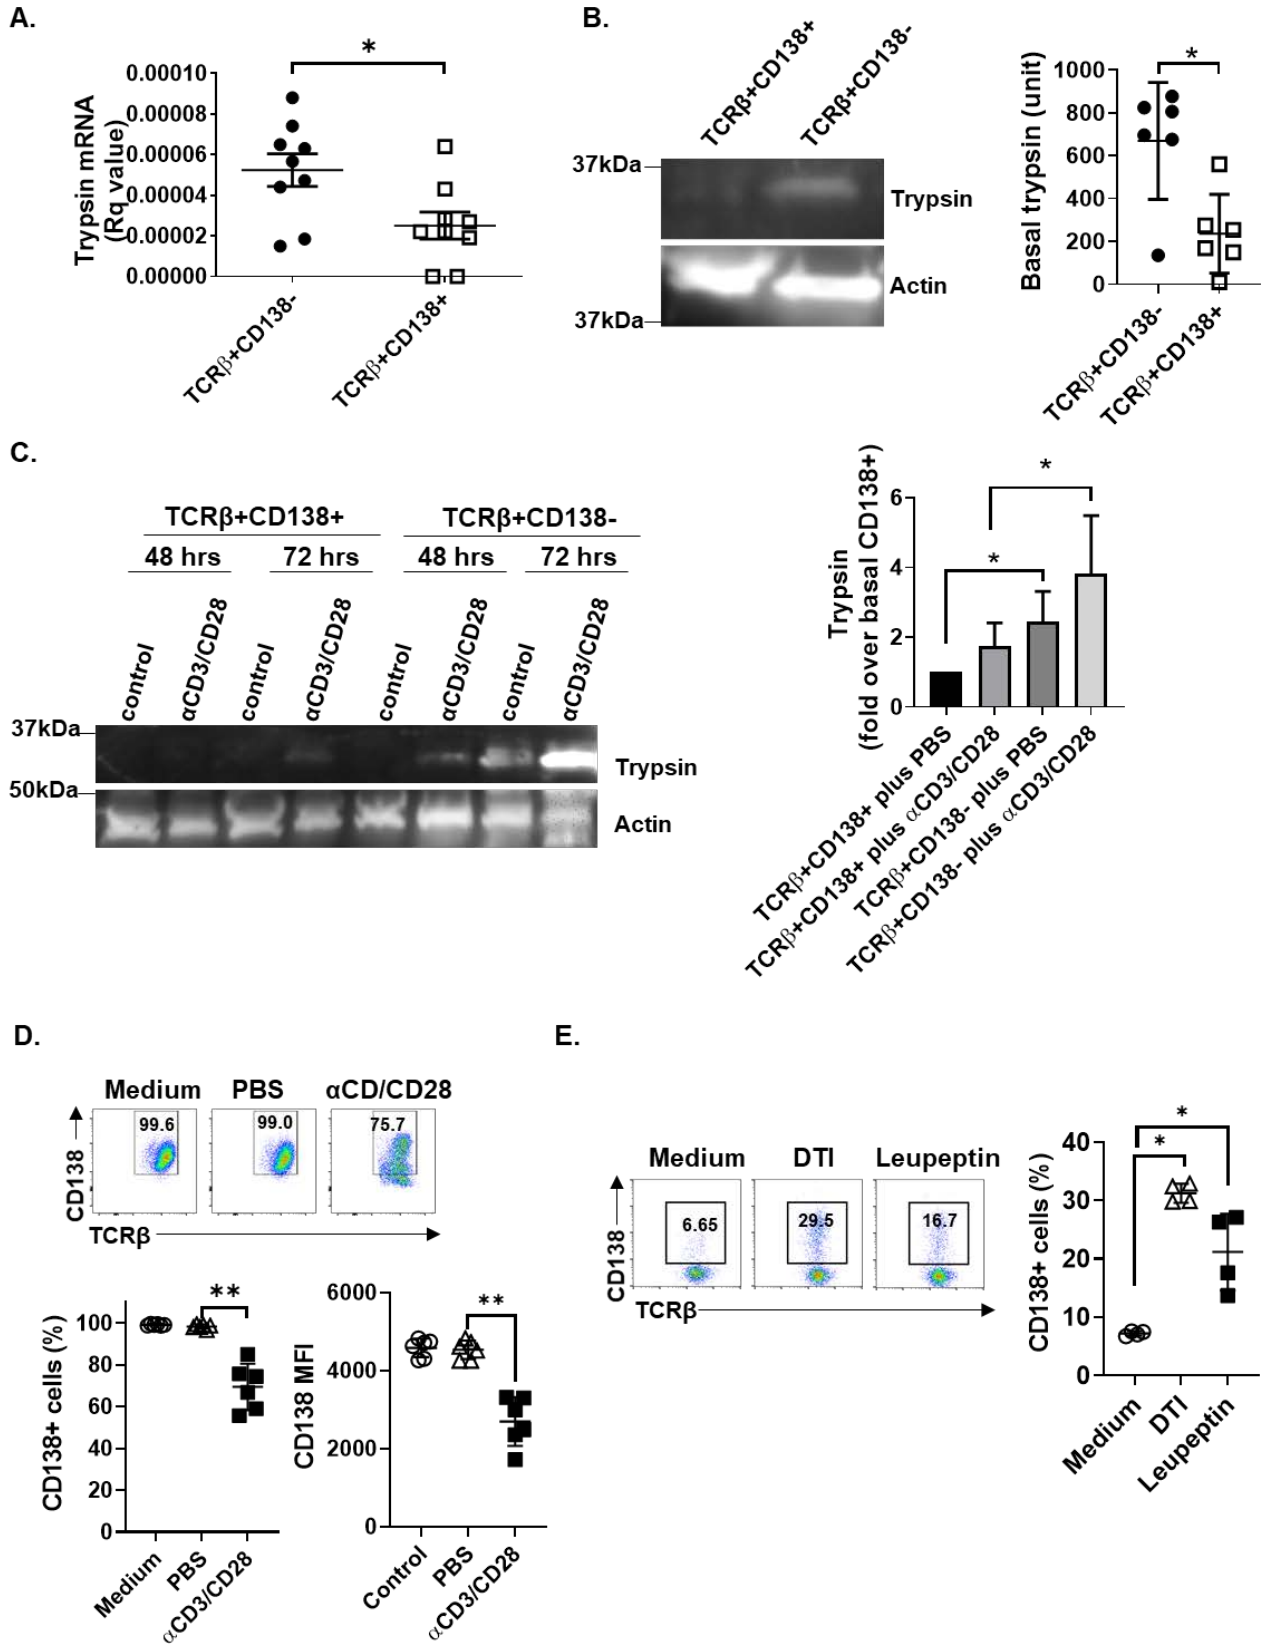 A.
*
Trypsin mRNA
(Rq value)
0.00010
0.00008
0.00006
0.00004
0.00002
0.00000
TCRβ+CD138-
TCRβ+CD138+
B.
TCRβ+CD138+
TCRβ+CD138-
37kDa
Trypsin
Actin
37kDa
*
Basal trypsin (unit)
1000
800
600
400
200
0
TCRβ+CD138-
TCRβ+CD138+
C.
TCRβ+CD138+
TCRβ+CD138-
48 hrs
72 hrs
48 hrs
72 hrs
control
αCD3/CD28
control
αCD3/CD28
control
αCD3/CD28
control
αCD3/CD28
37kDa
Trypsin
50kDa
Actin
*
*
Trypsin
(fold over basal CD138+)
6
4
2
0
TCRβ+CD138+ plus PBS
TCRβ+CD138+ plus αCD3/CD28
TCRβ+CD138- plus PBS
TCRβ+CD138- plus αCD3/CD28
D.
Medium
PBS
αCD/CD28
99.6
99.0
75.7
CD138
TCRβ
**
CD138+ cells (%)
100
80
60
40
20
0
Medium
PBS
αCD3/CD28
**
CD138 MFI
6000
4000
2000
0
Control
PBS
αCD3/CD28
E.
Medium
DTI
Leupeptin
6.65
29.5
16.7
CD138
TCRβ
*
*
CD138+ cells (%)
40
30
20
10
0
Medium
DTI
Leupeptin